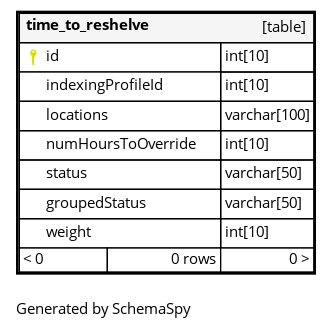 time_to_reshelve [table]
id int[10]
indexingProfileId int[10]
locations varchar[100]
numHoursToOverride int[10]
status varchar[50]
groupedStatus varchar[50]
weight int[10]
< 0 0 rows 0 >
Generated by SchemaSpy